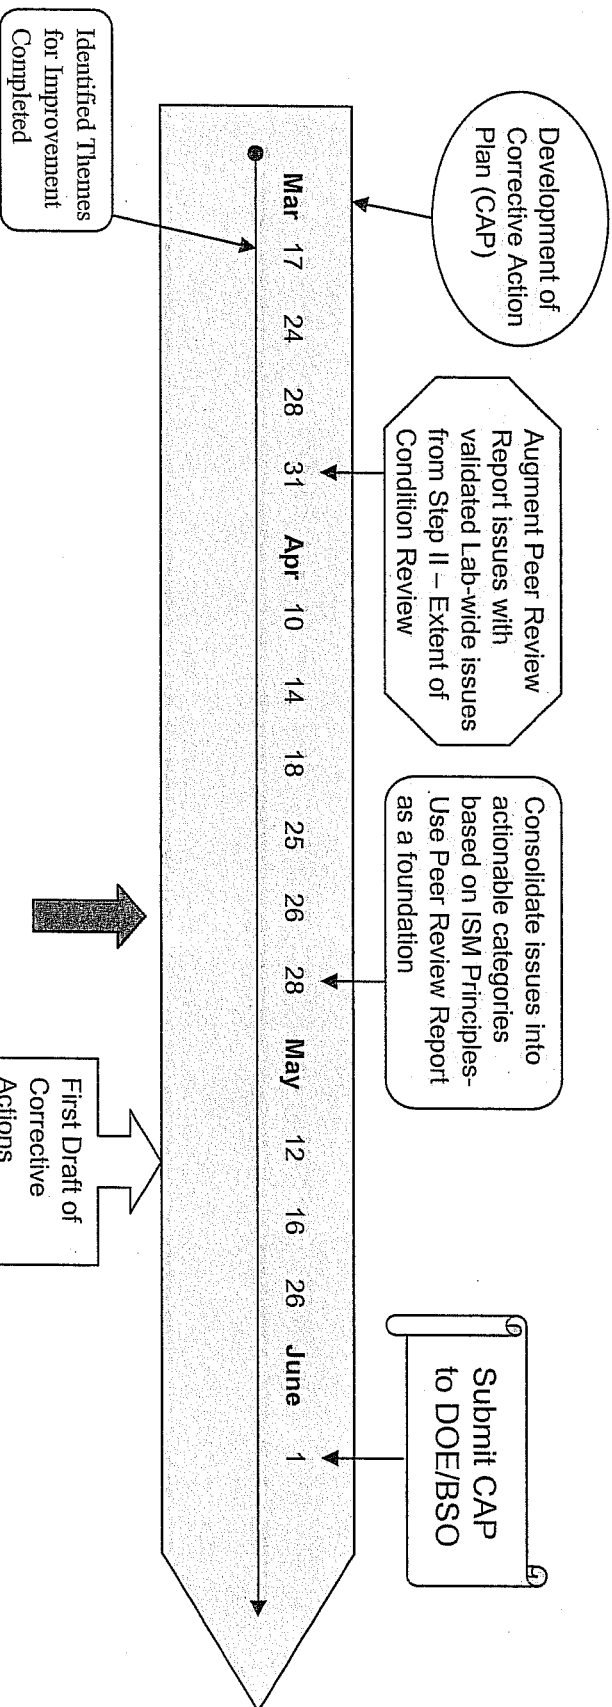 Development of
Corrective Action
Plan (CAP)
Augment Peer Review
Report issues with
validated Lab-wide issues
from Step II – Extent of
Condition Review
Consolidate issues into
actionable categories
based on ISM Principles-
Use Peer Review Report
as a foundation
Submit CAP
to DOE/BSO
Mar 17 24 28 31 Apr 10 14 18 25 26 28 May 12 16 26 June 1
Identified Themes
for Improvement
Completed
First Draft of
Corrective
Actions